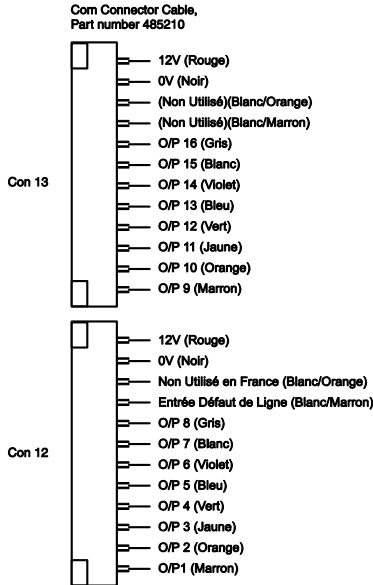 Com Connector Cable,
Part number 485210
Con 13
12V (Rouge)
0V (Noir)
(Non Utilisé)(Blanc/Orange)
(Non Utilisé)(Blanc/Marron)
O/P 16 (Gris)
O/P 15 (Blanc)
O/P 14 (Violet)
O/P 13 (Bleu)
O/P 12 (Vert)
O/P 11 (Jaune)
O/P 10 (Orange)
O/P 9 (Marron)
Con 12
12V (Rouge)
0V (Noir)
Non Utilisé en France (Blanc/Orange)
Entrée Défaut de Ligne (Blanc/Marron)
O/P 8 (Gris)
O/P 7 (Blanc)
O/P 6 (Violet)
O/P 5 (Bleu)
O/P 4 (Vert)
O/P 3 (Jaune)
O/P 2 (Orange)
O/P1 (Marron)